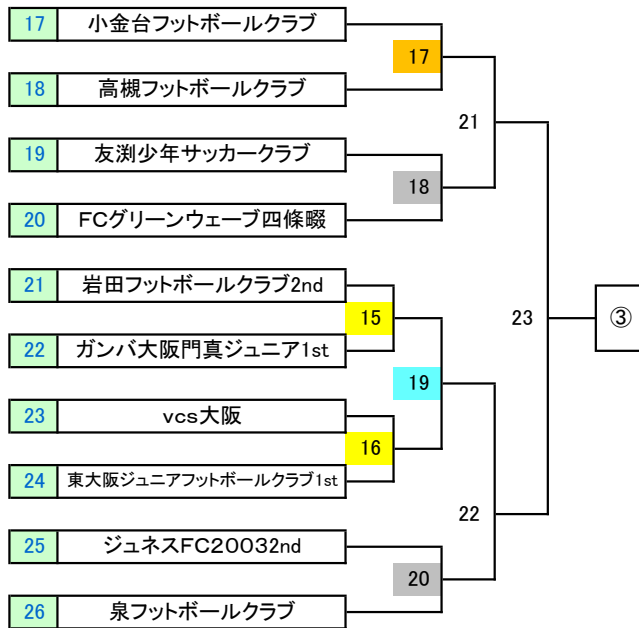 17 小金台フットボールクラブ
17
18 高槻フットボールクラブ
21
19 友渕少年サッカークラブ
18
20 FCグリーンウェーブ四條畷
21 岩田フットボールクラブ2nd
15
23
③
22 ガンバ大阪門真ジュニア1st
19
23 vcs大阪
16
24 東大阪ジュニアフットボールクラブ1st
22
25 ジュネスFC20032nd
20
26 泉フットボールクラブ